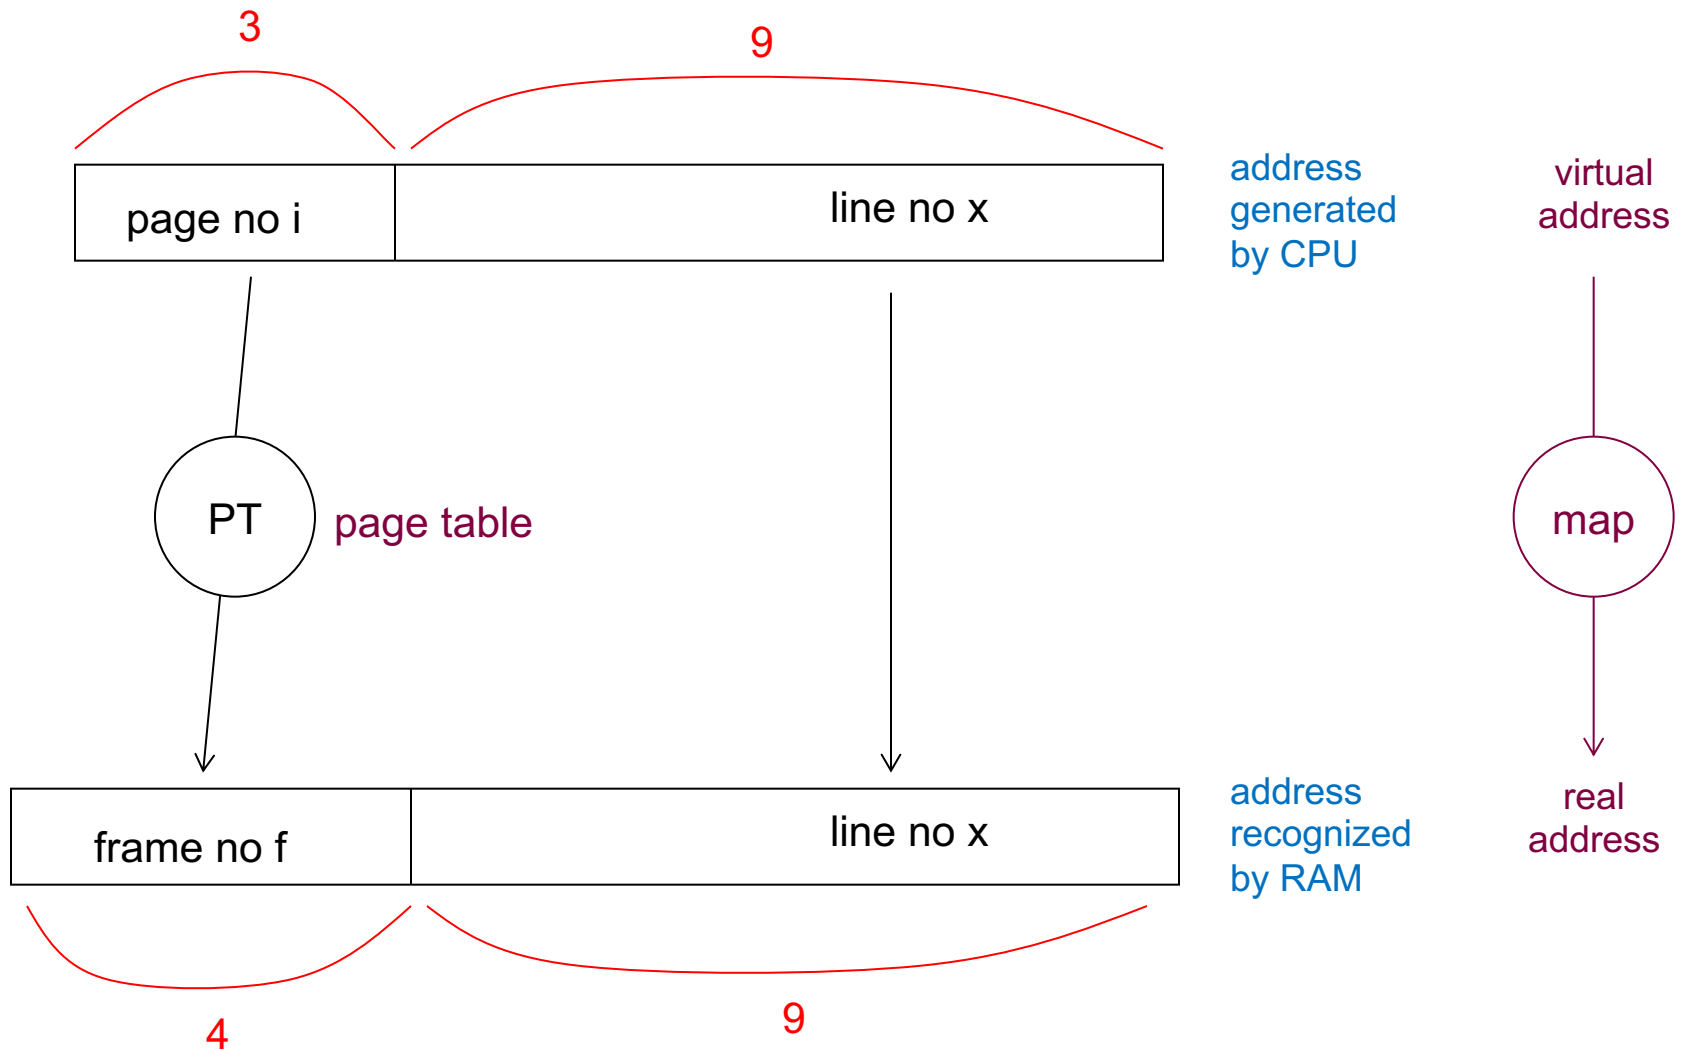 3
9
page no i
line no x
address
generated
by CPU
virtual
address
PT
page table
map
frame no f
line no x
address
recognized
by RAM
real
address
4
9